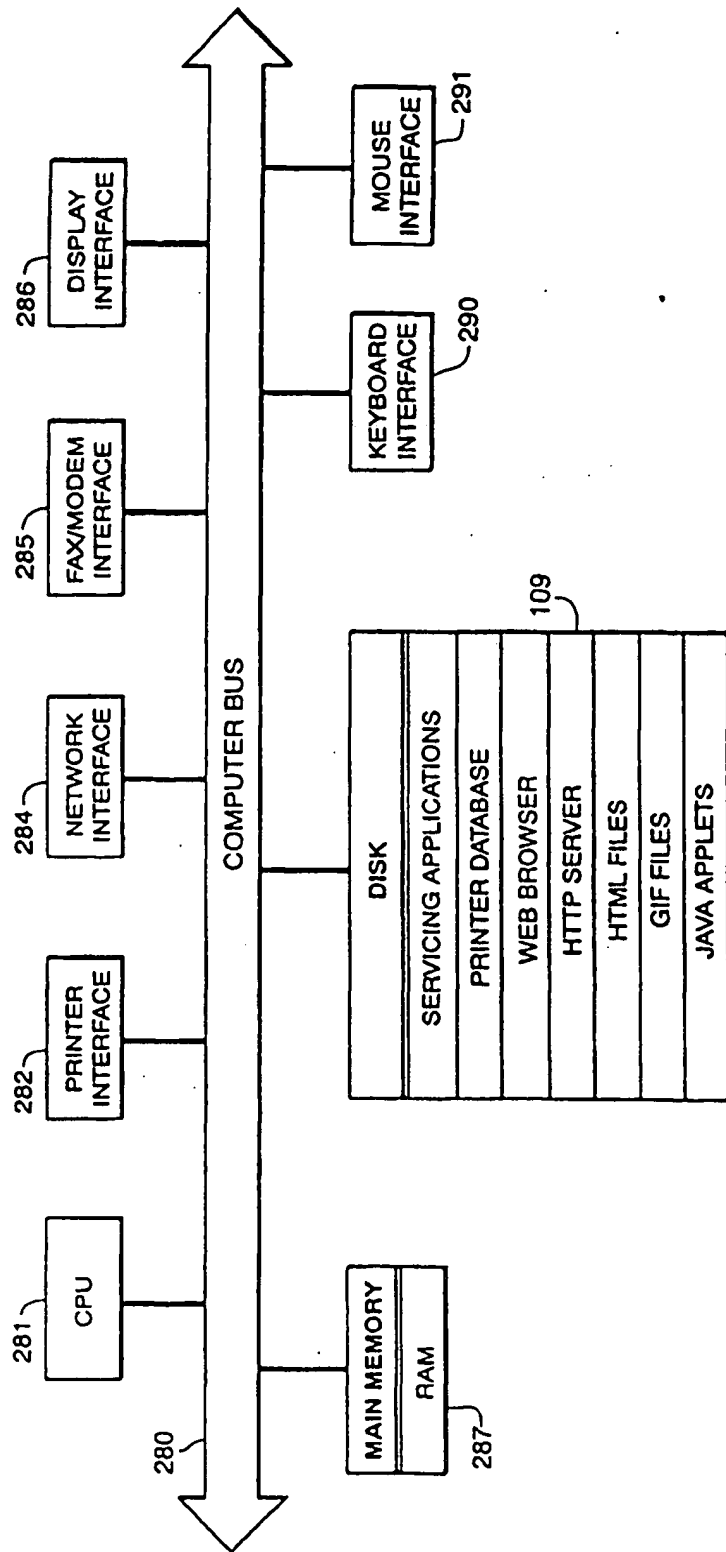 281
CPU
282
PRINTER
INTERFACE
284
NETWORK
INTERFACE
285
FAX/MODEM
INTERFACE
286
DISPLAY
INTERFACE
280
COMPUTER BUS
MAIN MEMORY
RAM
287
DISK
SERVICING APPLICATIONS
PRINTER DATABASE
WEB BROWSER
HTTP SERVER
HTML FILES
GIF FILES
JAVA APPLETS
109
KEYBOARD
INTERFACE
290
MOUSE
INTERFACE
291